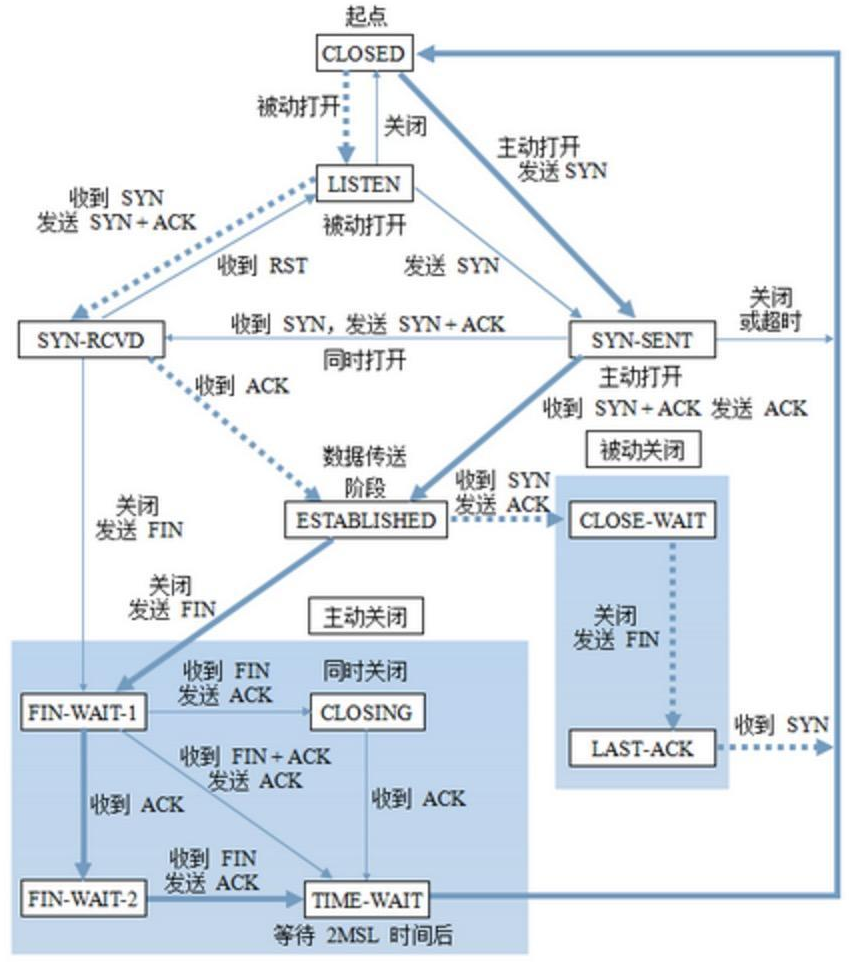 起点
CLOSED
被动打开
关闭
主动打开
发送 SYN
LISTEN
被动打开
收到 SYN
发送 SYN+ACK
收到 RST
发送 SYN
关闭
或超时
SYN-RCVD
收到 SYN，发送 SYN+ACK
同时打开
SYN-SENT
主动打开
收到 SYN+ACK 发送 ACK
收到 ACK
被动关闭
数据传送
阶段
收到 SYN
发送 ACK
ESTABLISHED
CLOSE-WAIT
关闭
发送 FIN
关闭
发送 FIN
主动关闭
关闭
发送 FIN
收到 FIN
发送 ACK
同时关闭
FIN-WAIT-1
CLOSING
收到 SYN
LAST-ACK
收到 FIN+ACK
发送 ACK
收到 ACK
收到 ACK
收到 FIN
发送 ACK
FIN-WAIT-2
TIME-WAIT
等待 2MSL 时间后